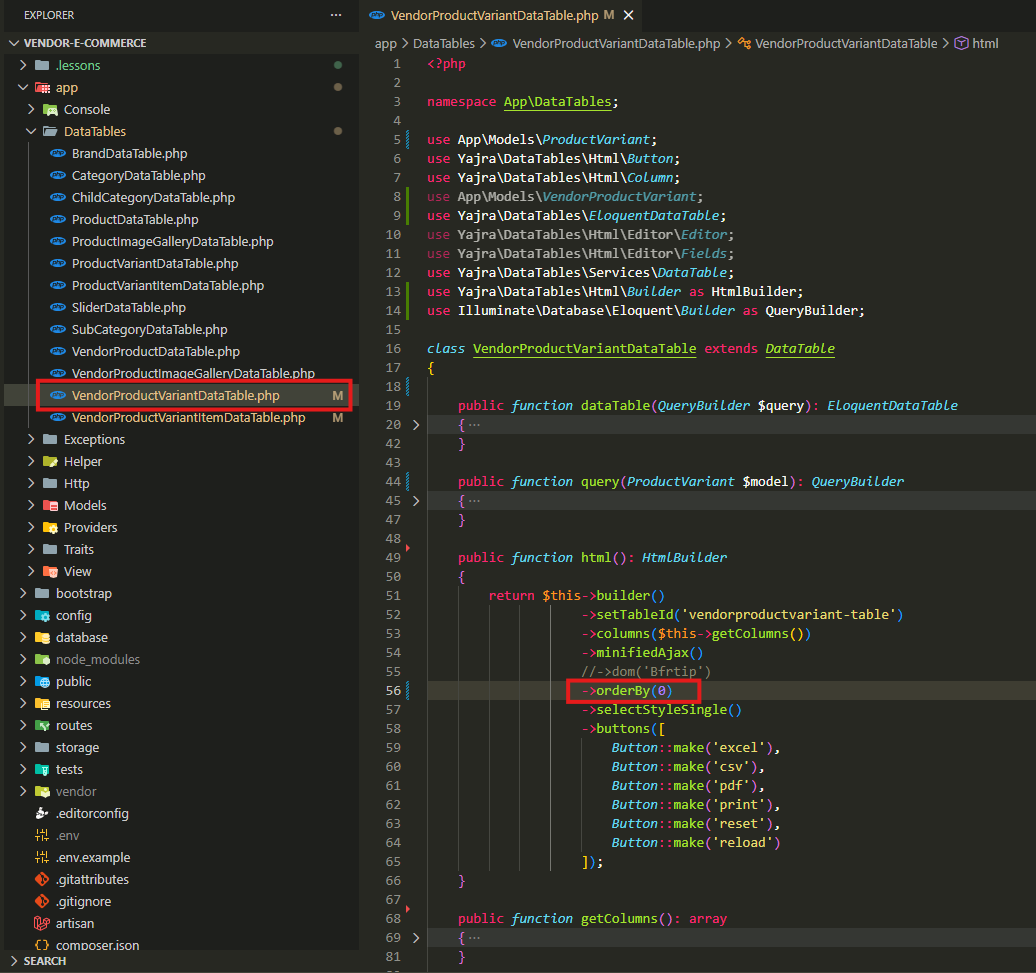 EXPLORER
VENDOR-E-COMMERCE
.lessons
app
Console
DataTables
BrandDataTable.php
CategoryDataTable.php
ChildCategoryDataTable.php
ProductDataTable.php
ProductImageGalleryDataTable.php
ProductVariantDataTable.php
ProductVariantItemDataTable.php
SliderDataTable.php
SubCategoryDataTable.php
VendorProductDataTable.php
VendorProductImageGalleryDataTable.php
VendorProductVariantDataTable.php M
VendorProductVariantItemDataTable.php M
Exceptions
Helper
Http
Models
Providers
Traits
View
bootstrap
config
database
node_modules
public
resources
routes
storage
tests
vendor
.editorconfig
.env
.env.example
.gitattributes
.gitignore
artisan
composer.json
SEARCH
VendorProductVariantDataTable.php M
app > DataTables > VendorProductVariantDataTable.php > VendorProductVariantDataTable > html
1 <?php
2
3 namespace App\DataTables;
4
5 use App\Models\ProductVariant;
6 use Yajra\DataTables\Html\Button;
7 use Yajra\DataTables\Html\Column;
8 use App\Models\VendorProductVariant;
9 use Yajra\DataTables\EloquentDataTable;
10 use Yajra\DataTables\Html\Editor\Editor;
11 use Yajra\DataTables\Html\Editor\Fields;
12 use Yajra\DataTables\Services\DataTable;
13 use Yajra\DataTables\Html\Builder as HtmlBuilder;
14 use Illuminate\Database\Eloquent\Builder as QueryBuilder;
15
16 class VendorProductVariantDataTable extends DataTable
17 {
18
19 public function dataTable(QueryBuilder $query): EloquentDataTable
20 { ...
42 }
43
44 public function query(ProductVariant $model): QueryBuilder
45 { ...
47 }
48
49 public function html(): HtmlBuilder
50 {
51 return $this->builder()
52 ->setTableId('vendorproductvariant-table')
53 ->columns($this->getColumns())
54 ->minifiedAjax()
55 //->dom('Bfrtip')
56 ->orderBy(0)
57 ->selectStyleSingle()
58 ->buttons([
59 Button::make('excel'),
60 Button::make('csv'),
61 Button::make('pdf'),
62 Button::make('print'),
63 Button::make('reset'),
64 Button::make('reload')
65 ]);
66 }
67
68 public function getColumns(): array
69 { ...
81 }